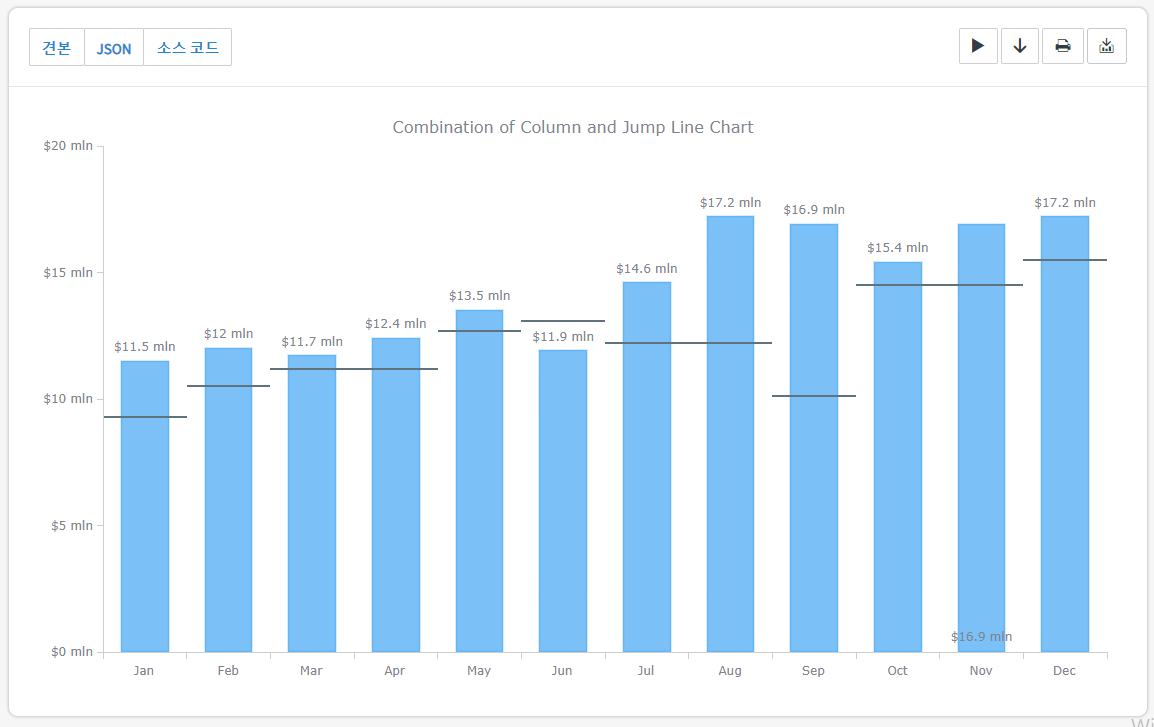 견본 JSON 소스 코드
Combination of Column and Jump Line Chart
$20 mln
$15 mln
$10 mln
$5 mln
$0 mln
$11.5 mln
$12 mln
$11.7 mln
$12.4 mln
$13.5 mln
$11.9 mln
$14.6 mln
$17.2 mln
$16.9 mln
$15.4 mln
$16.9 mln
$17.2 mln
Jan Feb Mar Apr May Jun Jul Aug Sep Oct Nov Dec